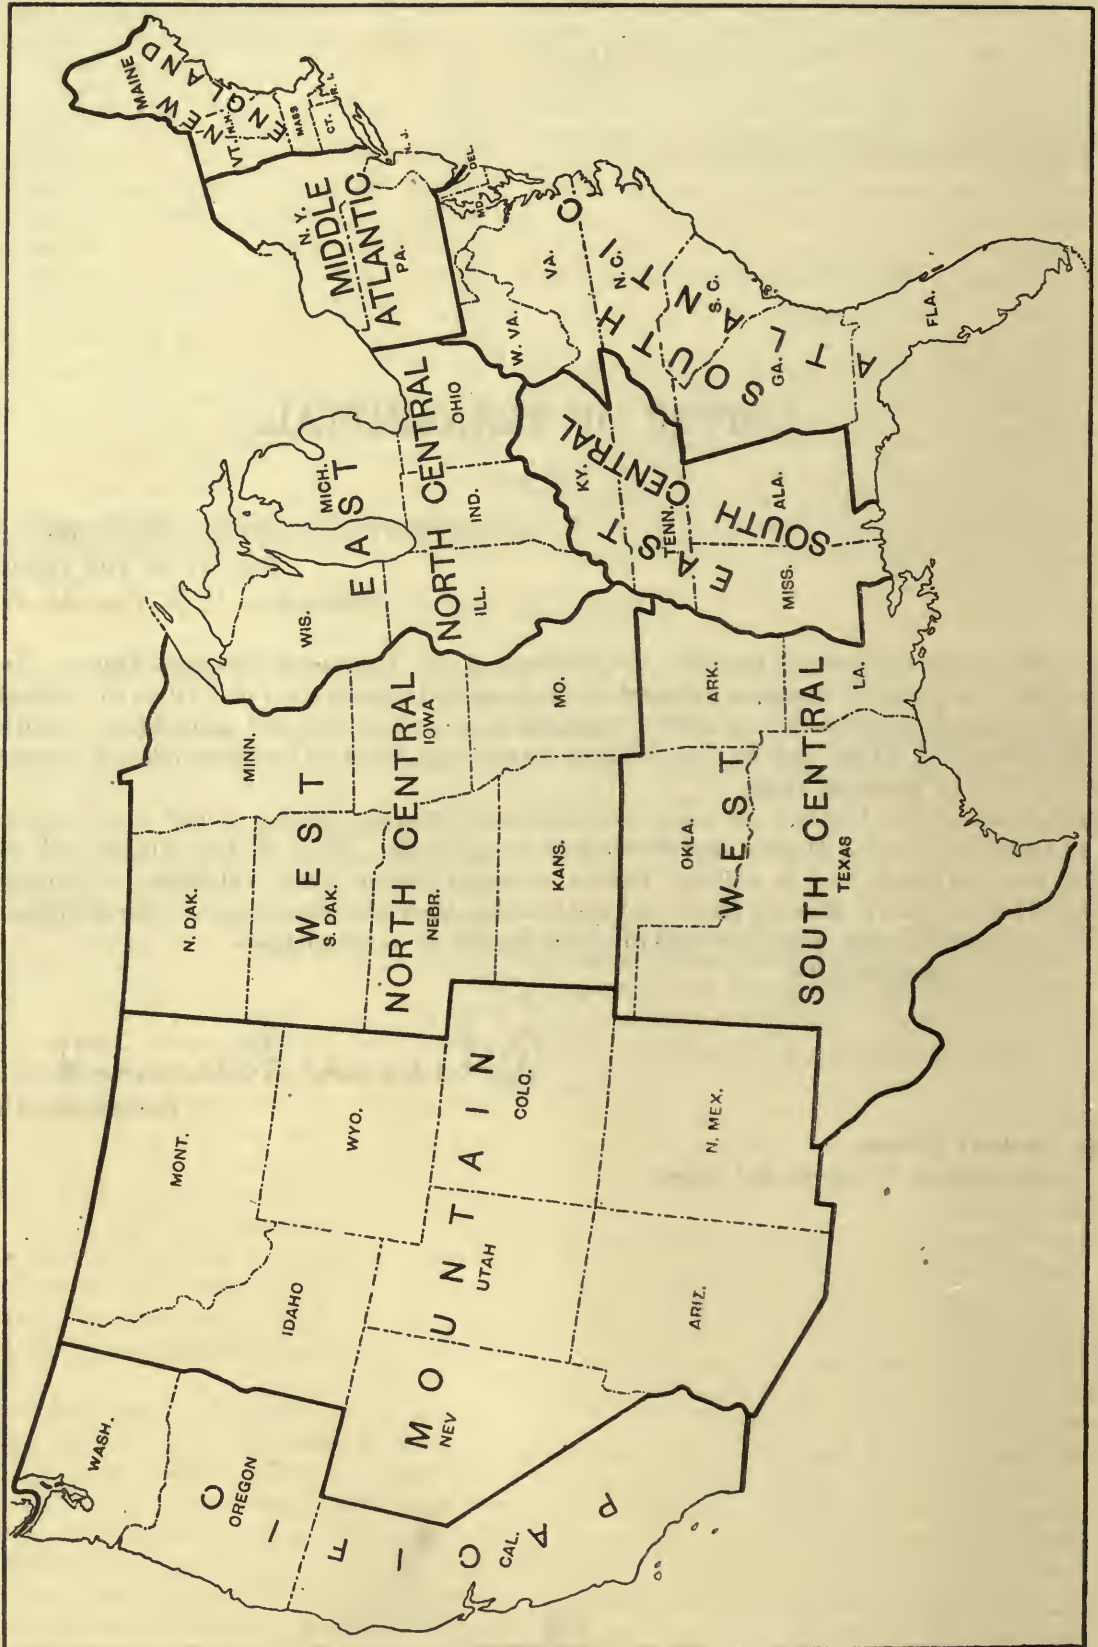 WASH.
OREGON
CAL.
PACIFIC
MONT.
IDAHO
WYO.
NEV
UTAH
COLO.
ARIZ.
N. MEX.
MOUNTAIN
N. DAK.
S. DAK.
MINN.
NEBR.
IOWA
KANS.
MO.
WEST
NORTH CENTRAL
OKLA.
ARK.
TEXAS
LA.
WEST
SOUTH CENTRAL
WIS.
MICH.
ILL.
IND.
OHIO
EAST
NORTH CENTRAL
KY.
TENN.
MISS.
ALA.
EAST
SOUTH CENTRAL
W. VA.
VA.
MD.
DEL.
N. C.
S. C.
GA.
FLA.
SOUTH
ATLANTIC
N. Y.
PA.
N. J.
MIDDLE
ATLANTIC
MAINE
VT.
N.H.
MASS
CT.
R. I.
NEW
ENGLAND